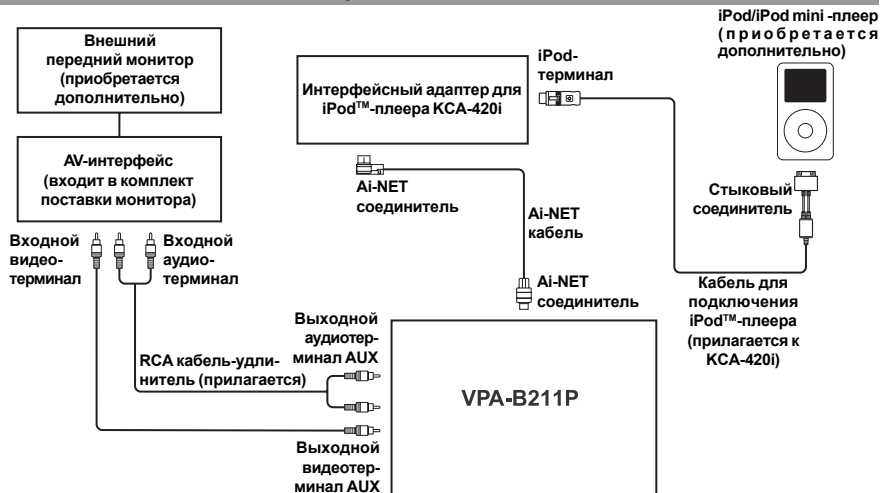 iPod/iPod mini -плеер
(приобретается
дополнительно)
Внешний
передний монитор
(приобретается
дополнительно)
iPod-
терминал
Интерфейсный адаптер для
iPod™-плеера KCA-420i
AV-интерфейс
(входит в комплект
поставки монитора)
Ai-NET
соединитель
Ai-NET
кабель
Стыковый
соединитель
Входной
видео-
терминал
Входной
аудио-
терминал
Ai-NET
соединитель
Кабель для
подключения
iPod™-плеера
(прилагается к
KCA-420i)
Выходной
аудиотер-
минал AUX
RCA кабель-удли-
нитель (прилагается)
VPA-B211P
Выходной
видеотер-
минал AUX